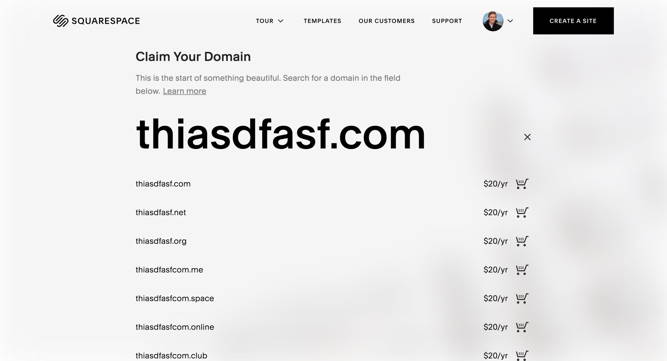 SQUARESPACE
TOUR TEMPLATES OUR CUSTOMERS SUPPORT CREATE A SITE
Claim Your Domain
This is the start of something beautiful. Search for a domain in the field
below. Learn more
thiasdfasf.com
thiasdfasf.com $20/yr
thiasdfasf.net $20/yr
thiasdfasf.org $20/yr
thiasdfasfcom.me $20/yr
thiasdfasfcom.space $20/yr
thiasdfasfcom.online $20/yr
thiasdfasfcom.club $20/yr